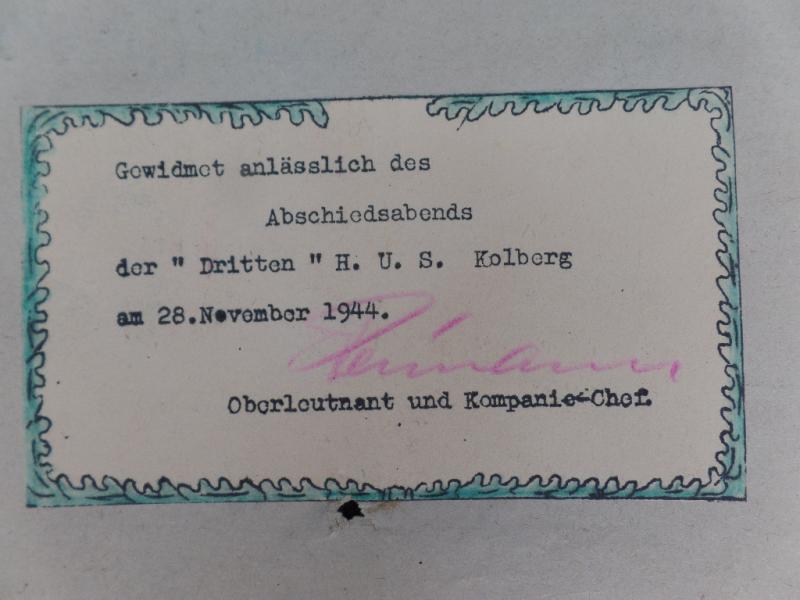 Gewidmet anlässlich des
Abschiedsabends
der " Dritten " H. U. S. Kolberg
am 28.November 1944.
Oberleutnant und Kompanie-Chef.